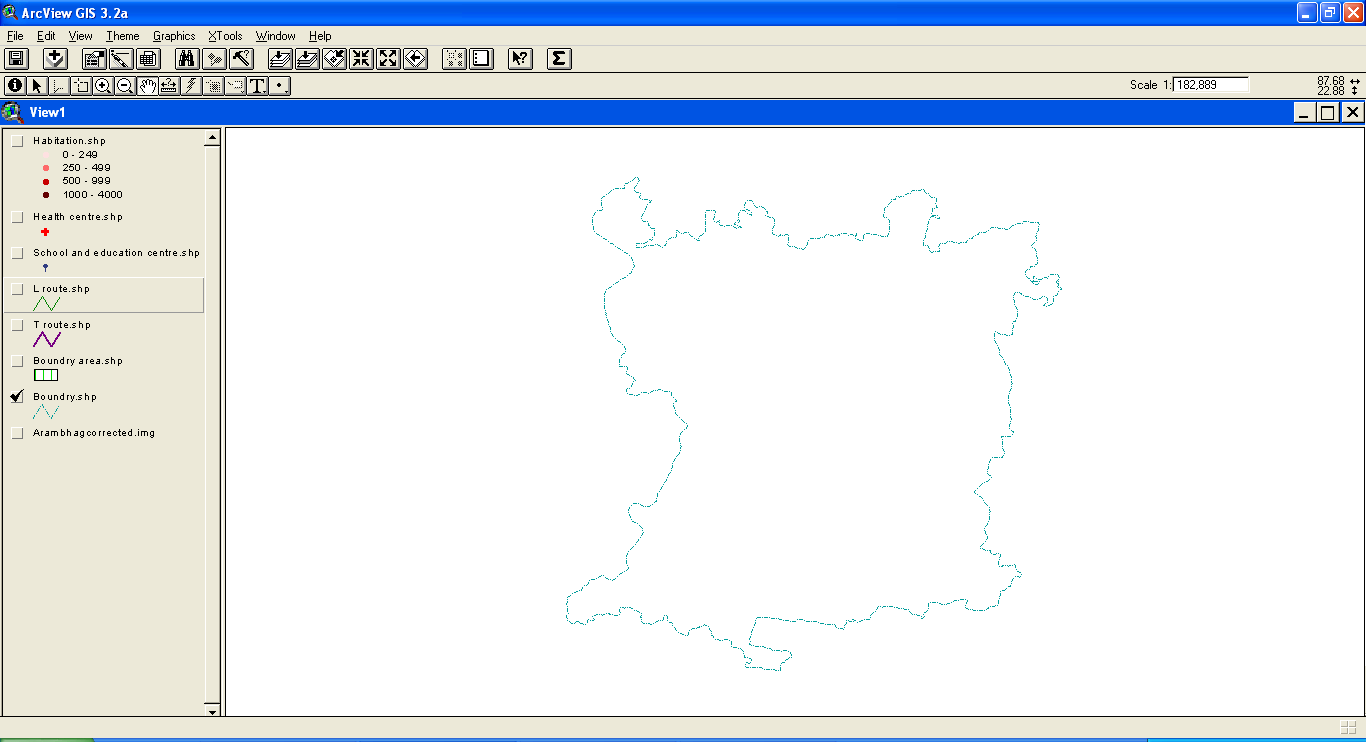 ArcView GIS 3.2a
File Edit View Theme Graphics XTools Window Help
Scale 1: 182,889
87.68
22.88
View1
Habitation.shp
0 - 249
250 - 499
500 - 999
1000 - 4000
Health centre.shp
School and education centre.shp
L route.shp
T route.shp
Boundry area.shp
Boundry.shp
Arambhagcorrected.img